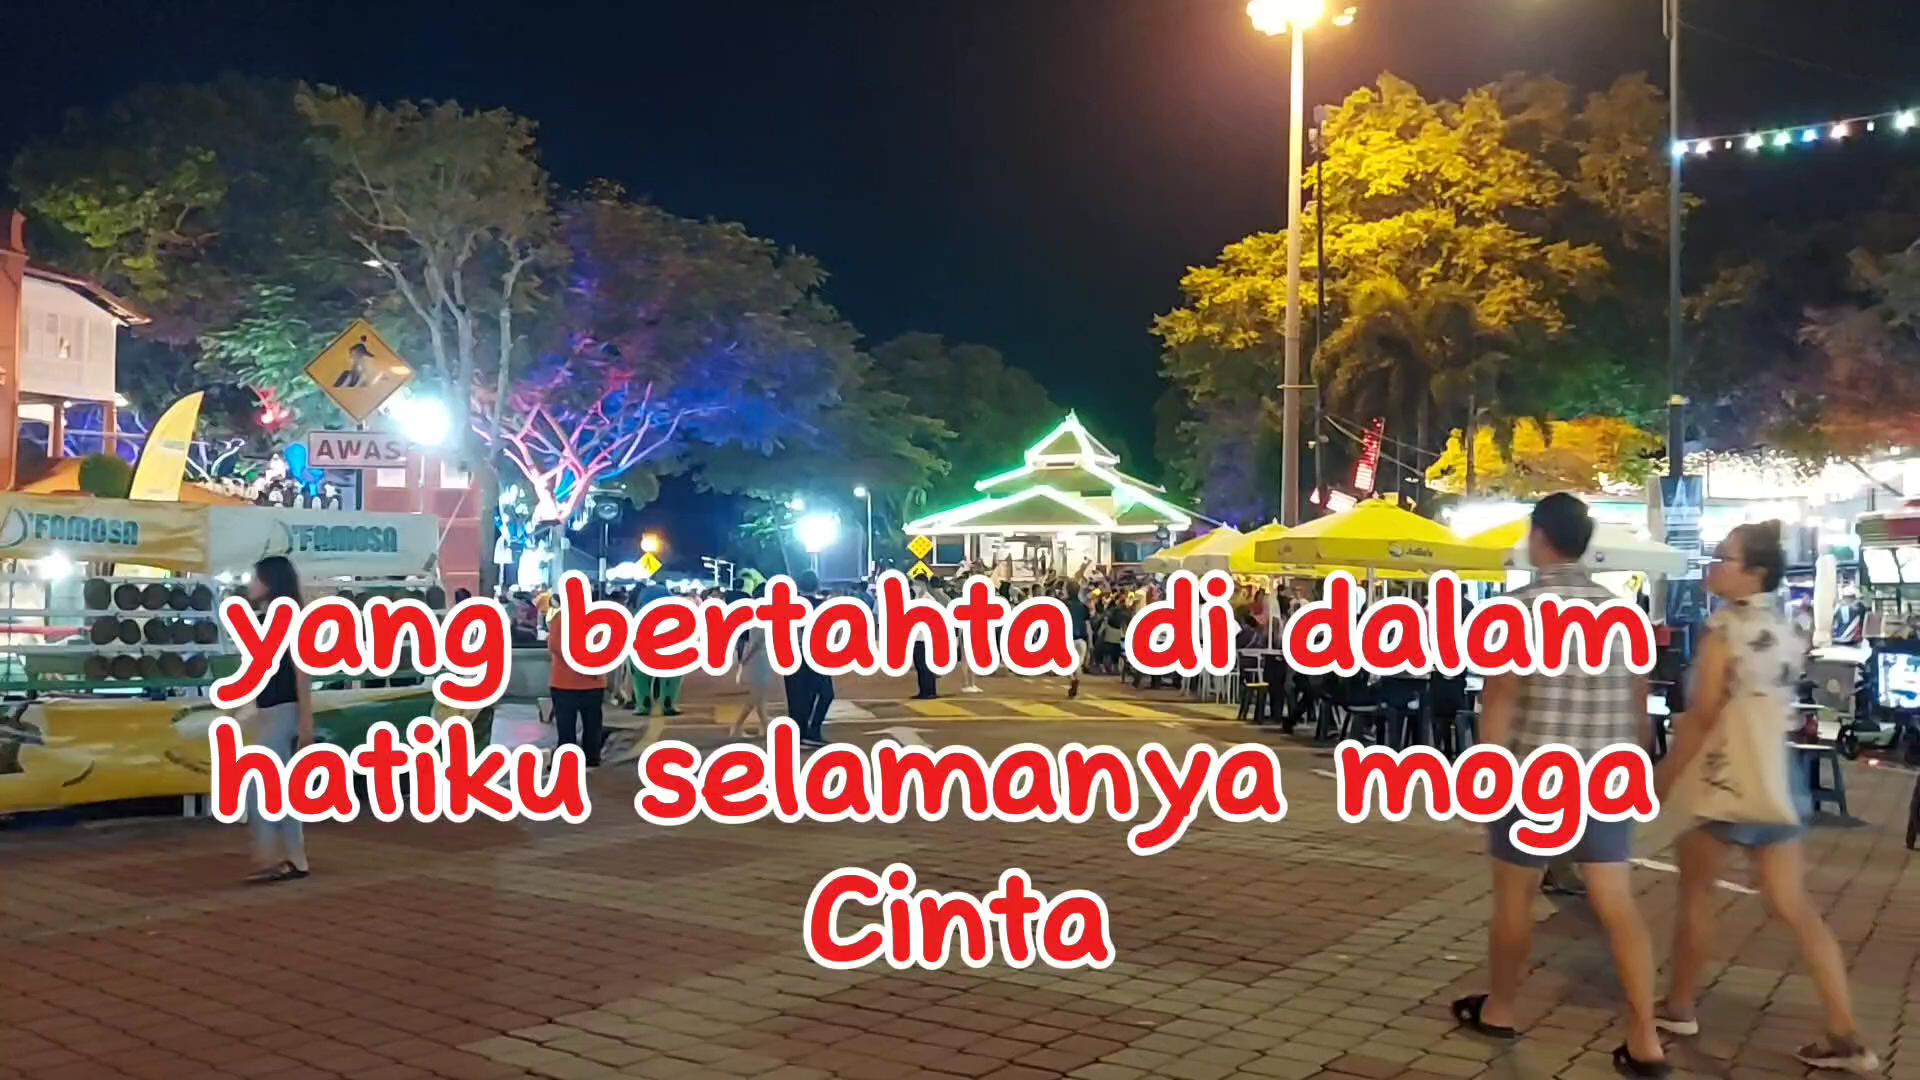 AWAS
D'FAMOSA
D'FAMOSA
yang bertahta di dalam
hatiku selamanya moga
Cinta